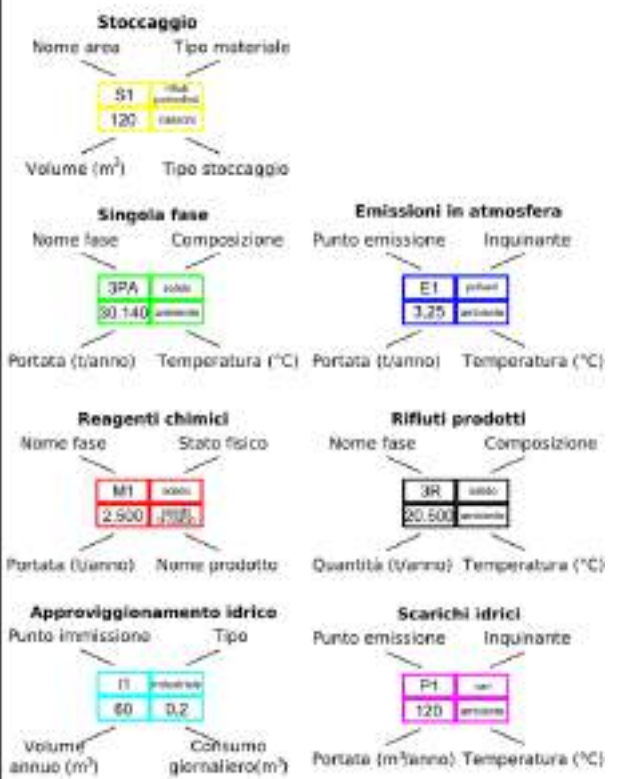 Stoccaggio
Nome area Tipo materiale
S1 rifiuti
120
Volume (m³) Tipo stoccaggio
Singola fase
Nome fase Composizione
3PA solido
30.140 ambiente
Portata (t/anno) Temperatura (°C)
Emissioni in atmosfera
Punto emissione Inquinante
E1 polveri
3,25 ambiente
Portata (t/anno) Temperatura (°C)
Reagenti chimici
Nome fase Stato fisico
M1 solido
2.500
Portata (t/anno) Nome prodotto
Rifiuti prodotti
Nome fase Composizione
3R solido
20.500 ambiente
Quantità (t/anno) Temperatura (°C)
Approviggionamento idrico
Punto immissione Tipo
I1 industriale
60 0,2
Volume Consumo
annuo (m³) giornaliero(m³)
Scarichi idrici
Punto emissione Inquinante
P1 vari
120 ambiente
Portata (m³/anno) Temperatura (°C)